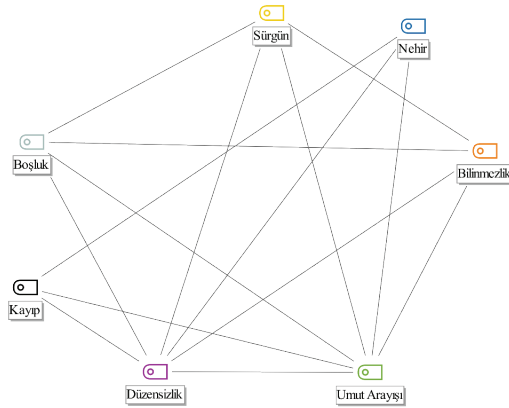 Sürgün
Nehir
Boşluk
Bilinmezlik
Kayıp
Düzensizlik
Umut Arayışı